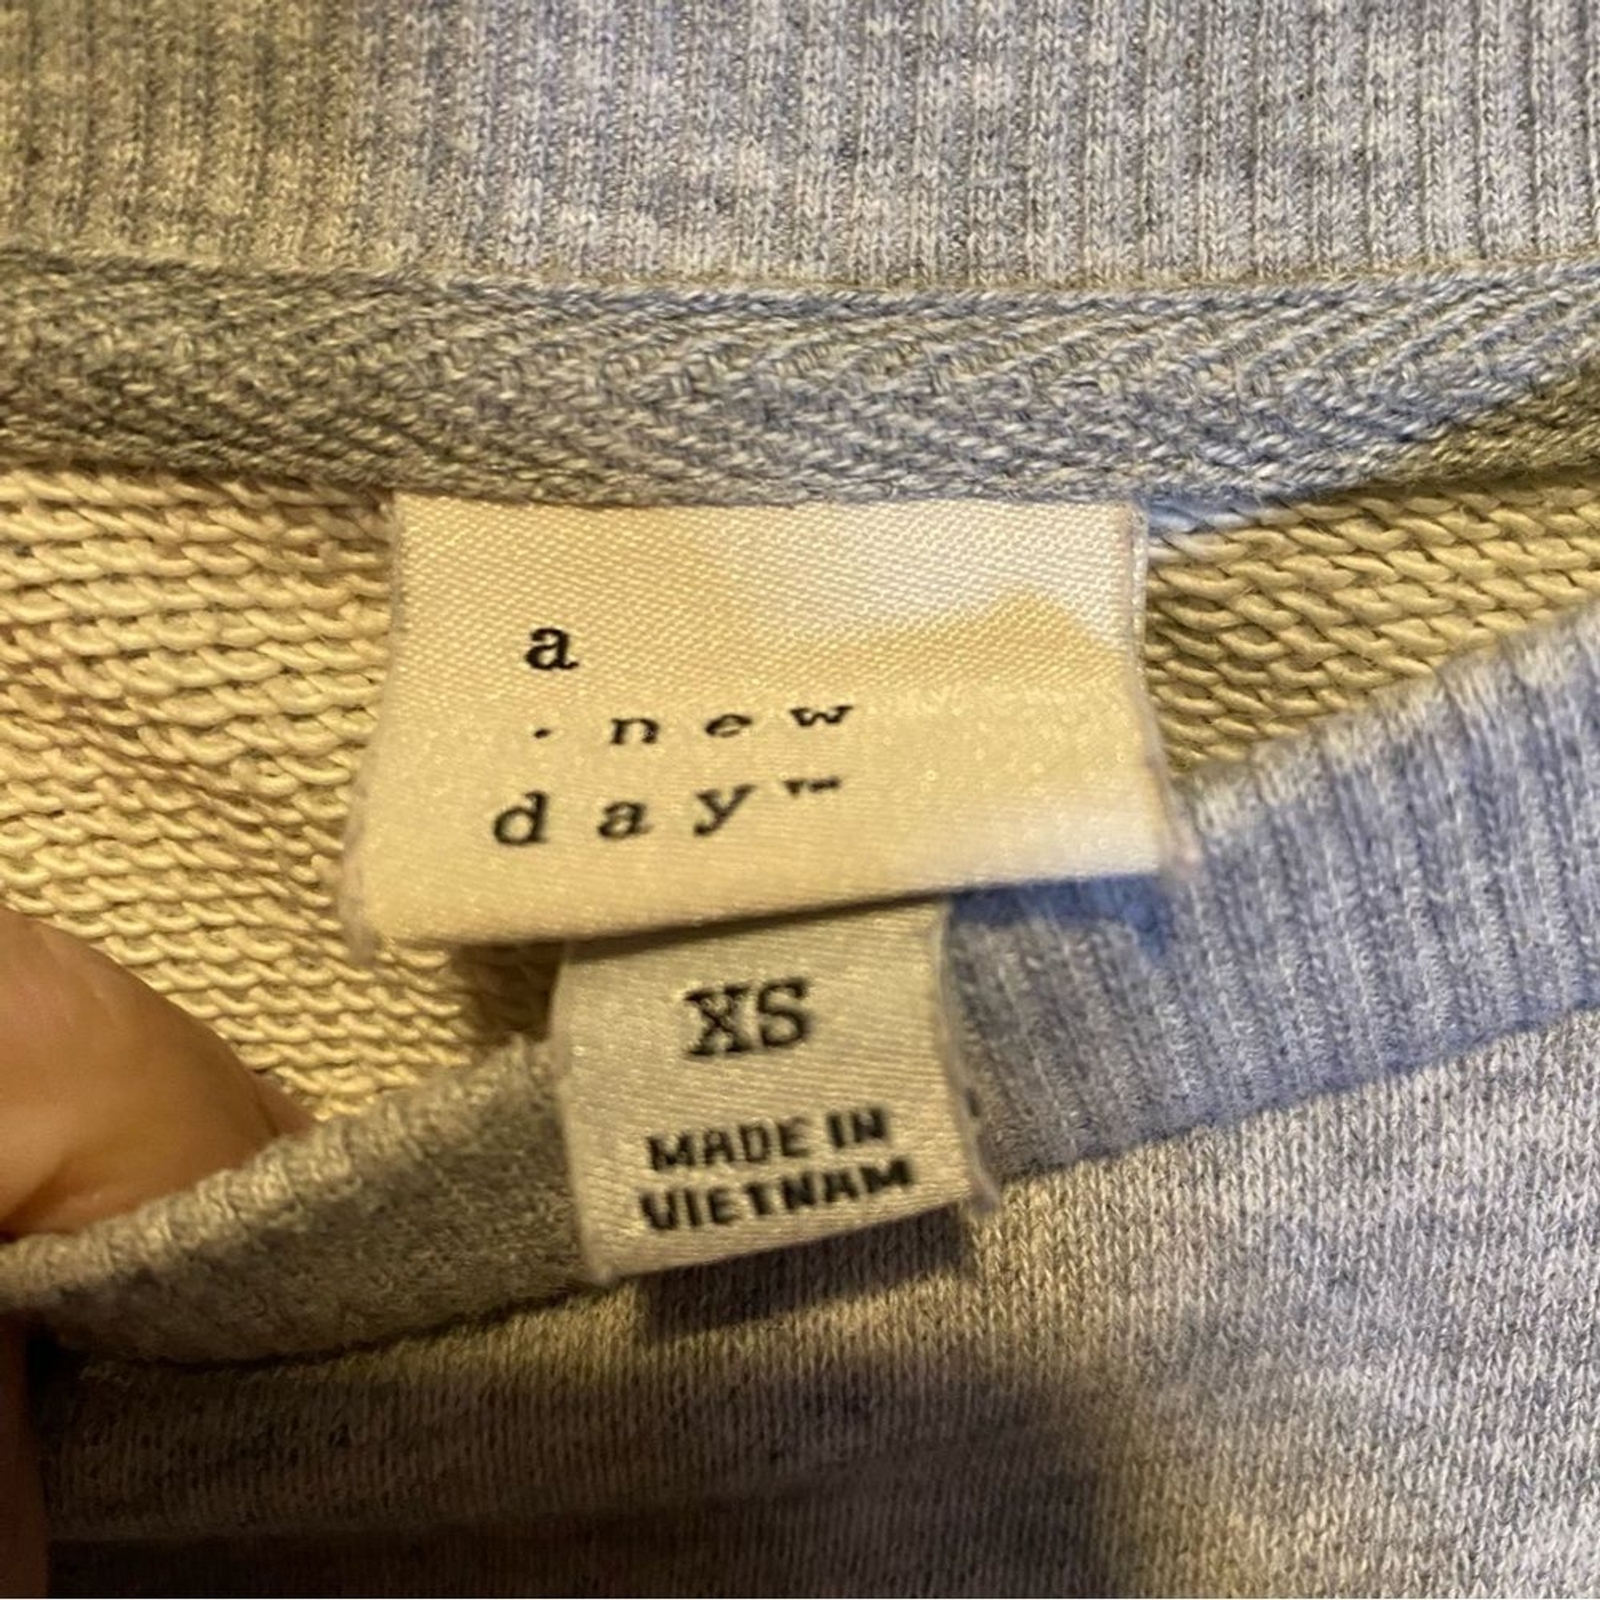 a
· new
day™
XS
MADE IN
VIETNAM